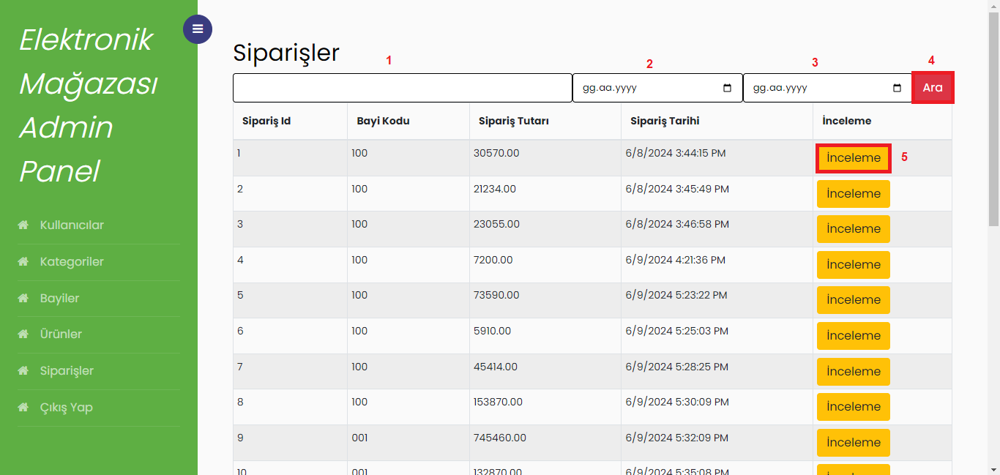 Elektronik
Mağazası
Admin
Panel
Kullanıcılar
Kategoriler
Bayiler
Ürünler
Siparişler
Çıkış Yap
Siparişler
1 2 3 4
gg.aa.yyyy gg.aa.yyyy Ara
Sipariş Id Bayi Kodu Sipariş Tutarı Sipariş Tarihi İnceleme
1 100 30570.00 6/8/2024 3:44:15 PM İnceleme 5
2 100 21234.00 6/8/2024 3:45:49 PM İnceleme
3 100 23055.00 6/8/2024 3:46:58 PM İnceleme
4 100 7200.00 6/9/2024 4:21:36 PM İnceleme
5 100 73590.00 6/9/2024 5:23:22 PM İnceleme
6 100 5910.00 6/9/2024 5:25:03 PM İnceleme
7 100 45414.00 6/9/2024 5:28:25 PM İnceleme
8 100 153870.00 6/9/2024 5:30:09 PM İnceleme
9 001 745460.00 6/9/2024 5:32:09 PM İnceleme
10 001 132870.00 6/9/2024 5:35:08 PM İnceleme